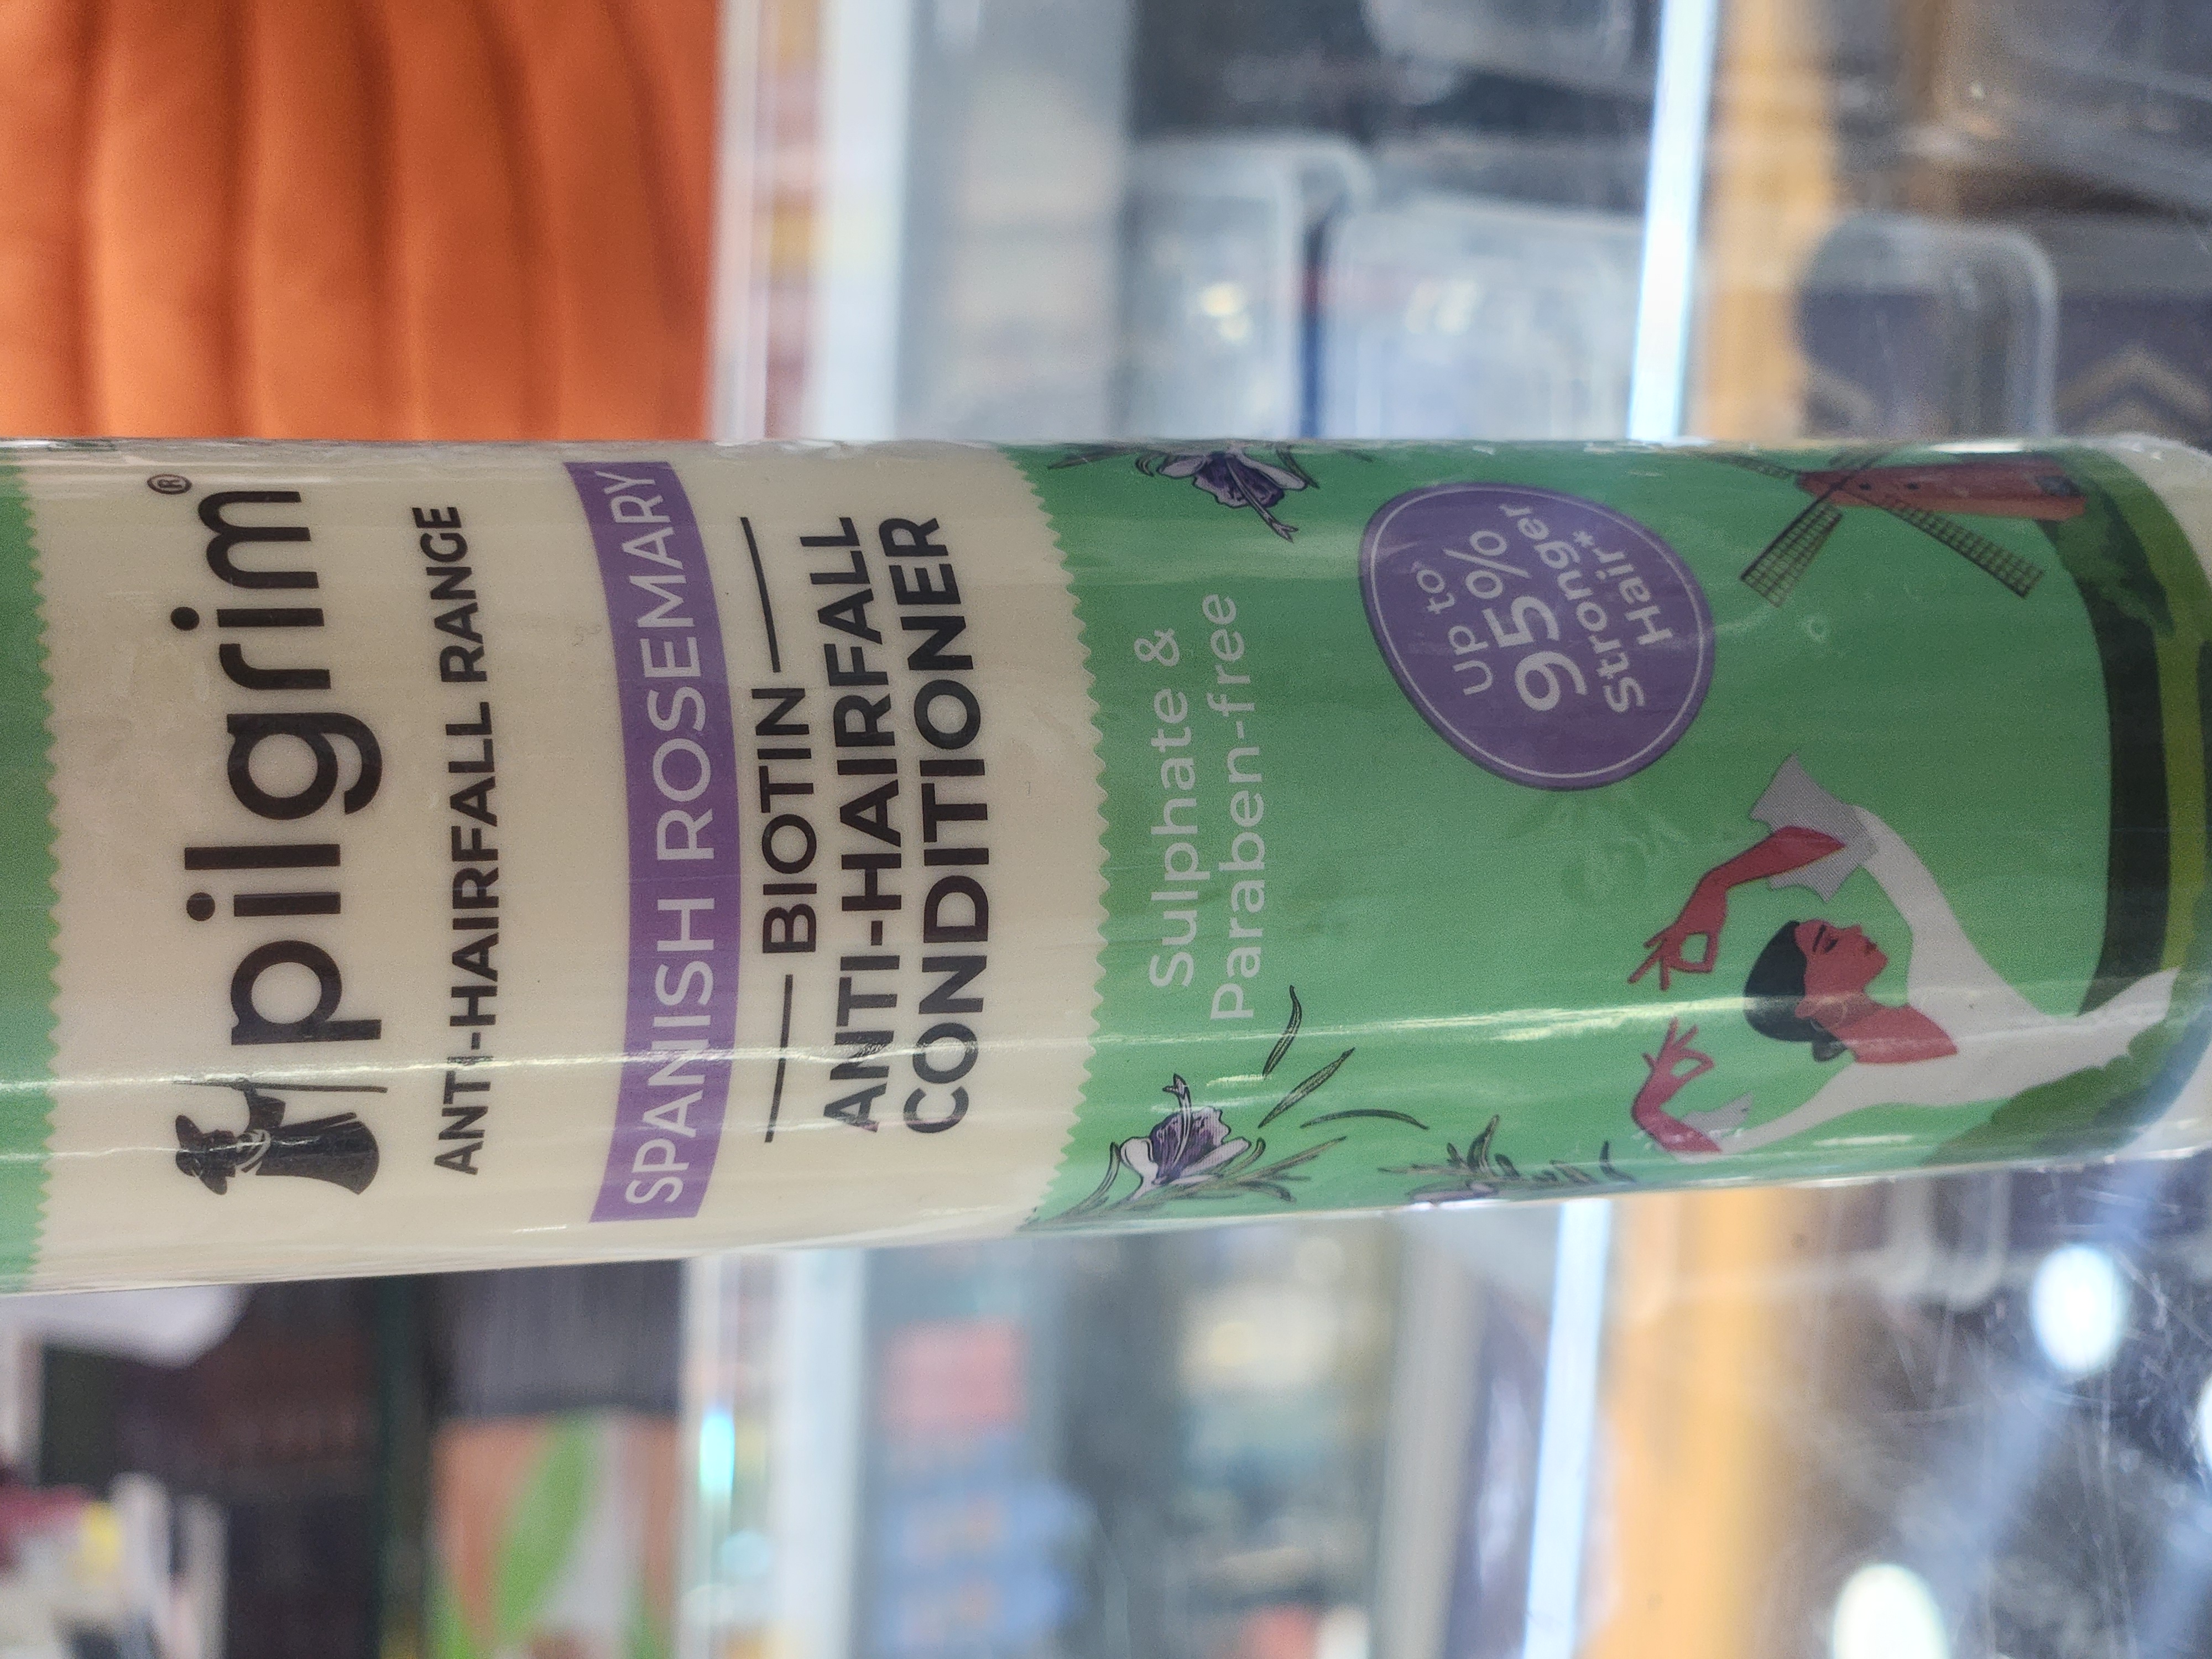 pilgrim®
ANTI-HAIRFALL RANGE
SPANISH ROSEMARY
BIOTIN
ANTI-HAIRFALL
CONDITIONER
Sulphate &
Paraben-free
Up to
95%
Stronger
Hair*